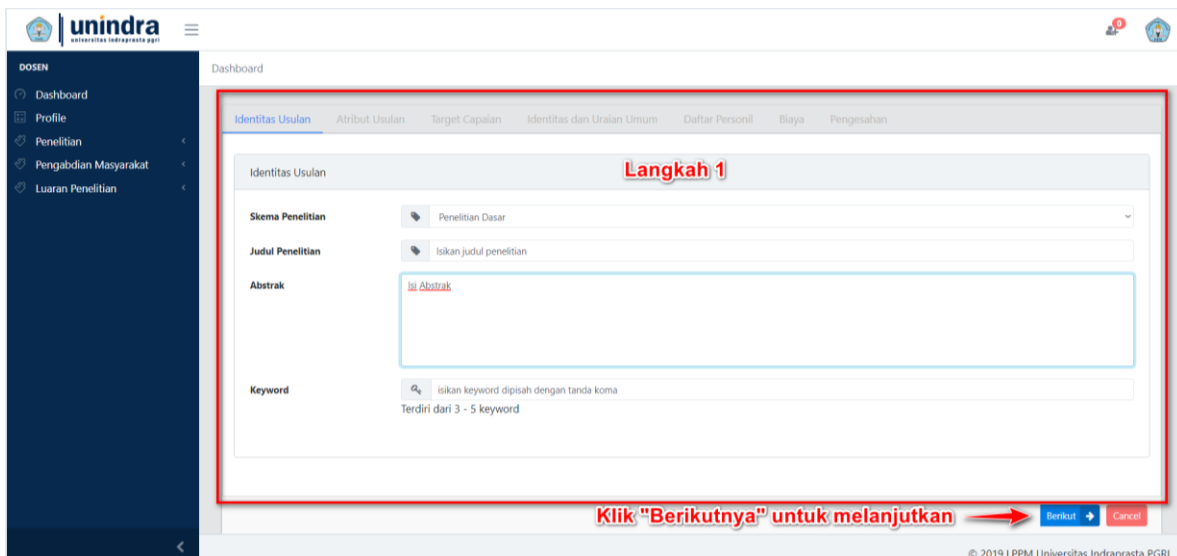 unindra
universitas indraprasta pgri
0
DOSEN
Dashboard
Dashboard
Profile
Penelitian
Pengabdian Masyarakat
Luaran Penelitian
Identitas Usulan Atribut Usulan Target Capaian Identitas dan Uraian Umum Daftar Personil Biaya Pengesahan
Identitas Usulan
Langkah 1
Skema Penelitian Penelitian Dasar
Judul Penelitian Isikan judul penelitian
Abstrak Isi Abstrak
Keyword isikan keyword dipisah dengan tanda koma
Terdiri dari 3 - 5 keyword
Klik "Berikutnya" untuk melanjutkan
Berikut Cancel
© 2019 LPPM Universitas Indraprasta PGRI